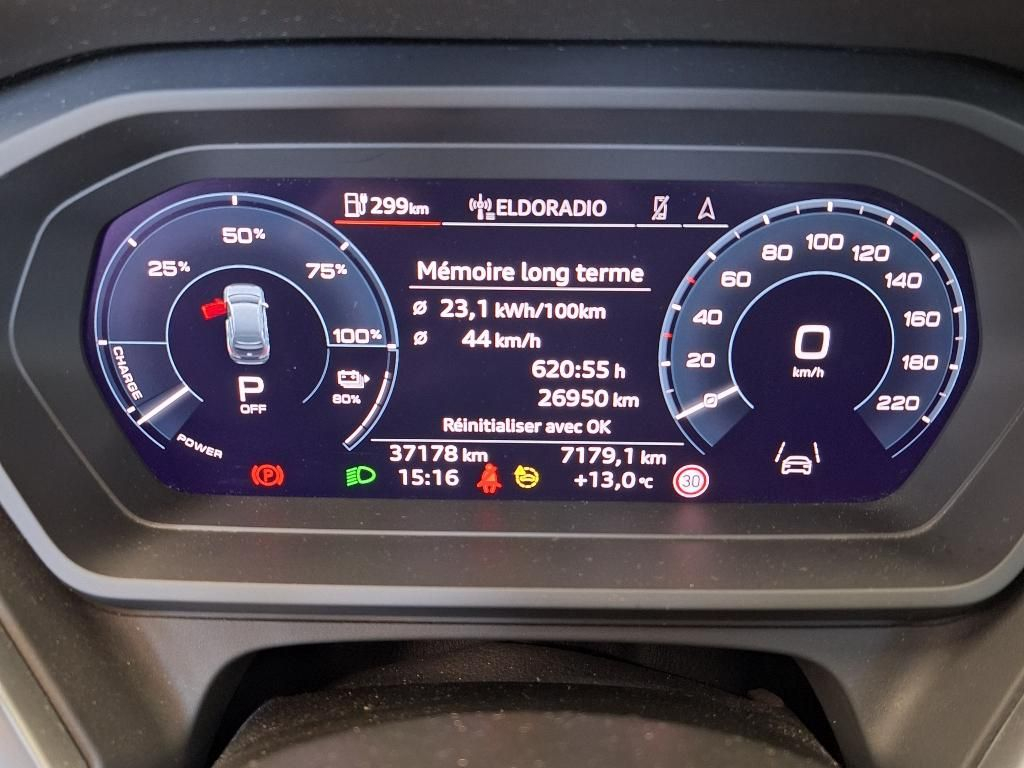 299km
ELDORADIO
50%
25%
75%
100%
CHARGE
POWER
P
OFF
80%
Mémoire long terme
ø 23,1 kWh/100km
ø 44 km/h
620:55 h
26950 km
Réinitialiser avec OK
37178 km
7179,1 km
15:16
+13,0 °C
(P)
30
0
20
40
60
80
100
120
140
160
180
220
0
km/h